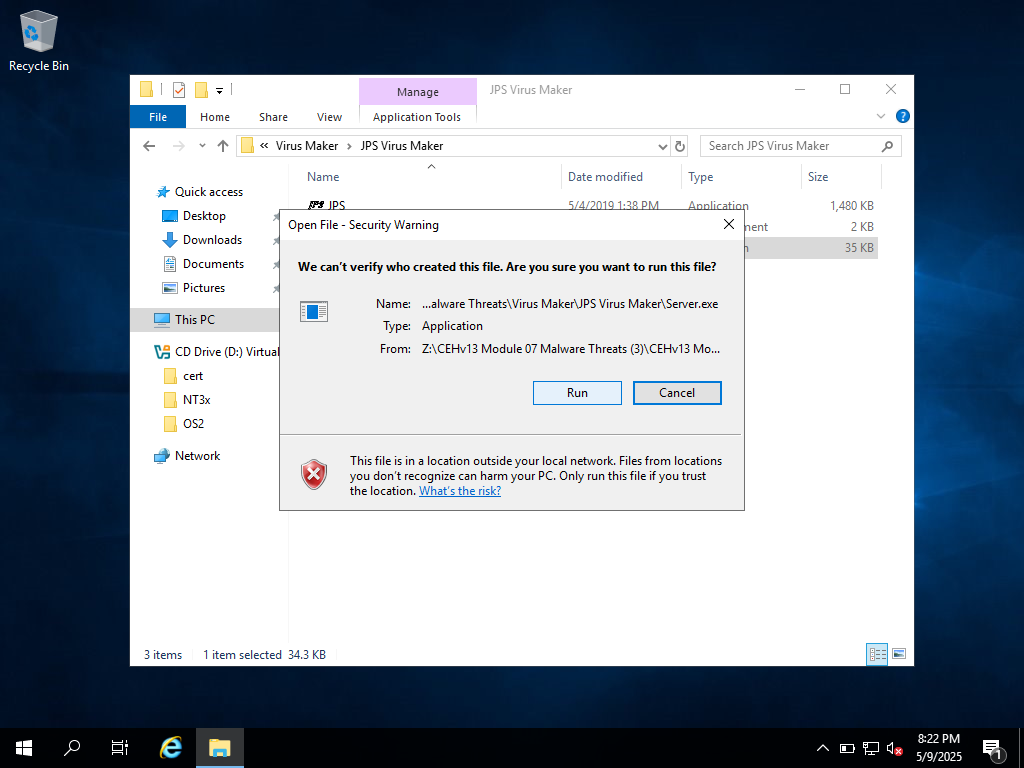 Recycle Bin
Manage
JPS Virus Maker
File
Home
Share
View
Application Tools
?
« Virus Maker › JPS Virus Maker
Search JPS Virus Maker
Name
Date modified
Type
Size
JPS
5/4/2019 1:38 PM
Application
1,480 KB
2 KB
35 KB
Quick access
Desktop
Downloads
Documents
Pictures
This PC
CD Drive (D:) Virtual
cert
NT3x
OS2
Network
Open File - Security Warning
We can't verify who created this file. Are you sure you want to run this file?
Name: ...alware Threats\Virus Maker\JPS Virus Maker\Server.exe
Type: Application
From: Z:\CEHv13 Module 07 Malware Threats (3)\CEHv13 Mo...
Run
Cancel
This file is in a location outside your local network. Files from locations
you don't recognize can harm your PC. Only run this file if you trust
the location. What's the risk?
3 items
1 item selected 34.3 KB
8:22 PM
5/9/2025
1